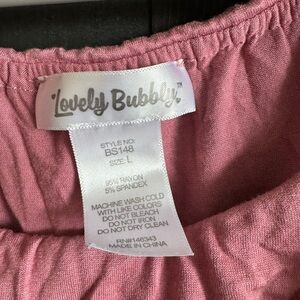 Lovely Bubbly
STYLE NO:
BS148
SIZE: L
95% RAYON
5% SPANDEX
MACHINE WASH COLD
WITH LIKE COLORS
DO NOT BLEACH
DO NOT IRON
DO NOT DRY CLEAN
RN#146343
MADE IN CHINA